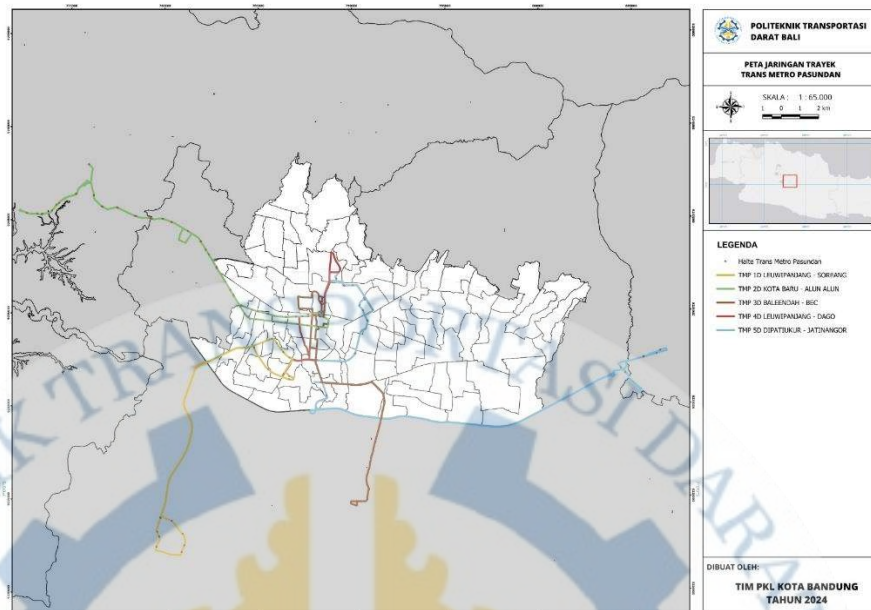 POLITEKNIK TRANSPORTASI
DARAT BALI
PETA JARINGAN TRAYEK
TRANS METRO PASUNDAN
SKALA : 1 : 65.000
1 0 1 2 km
LEGENDA
Halte Trans Metro Pasundan
TMP 1D LEUWIPANJANG - SOREANG
TMP 2D KOTA BARU - ALUN ALUN
TMP 3D BALEENDAH - BEC
TMP 4D LEUWIPANJANG - DAGO
TMP 5D DIPATIUKUR - JATINANGOR
DIBUAT OLEH:
TIM PKL KOTA BANDUNG
TAHUN 2024
K TRANSPORTASI DARA